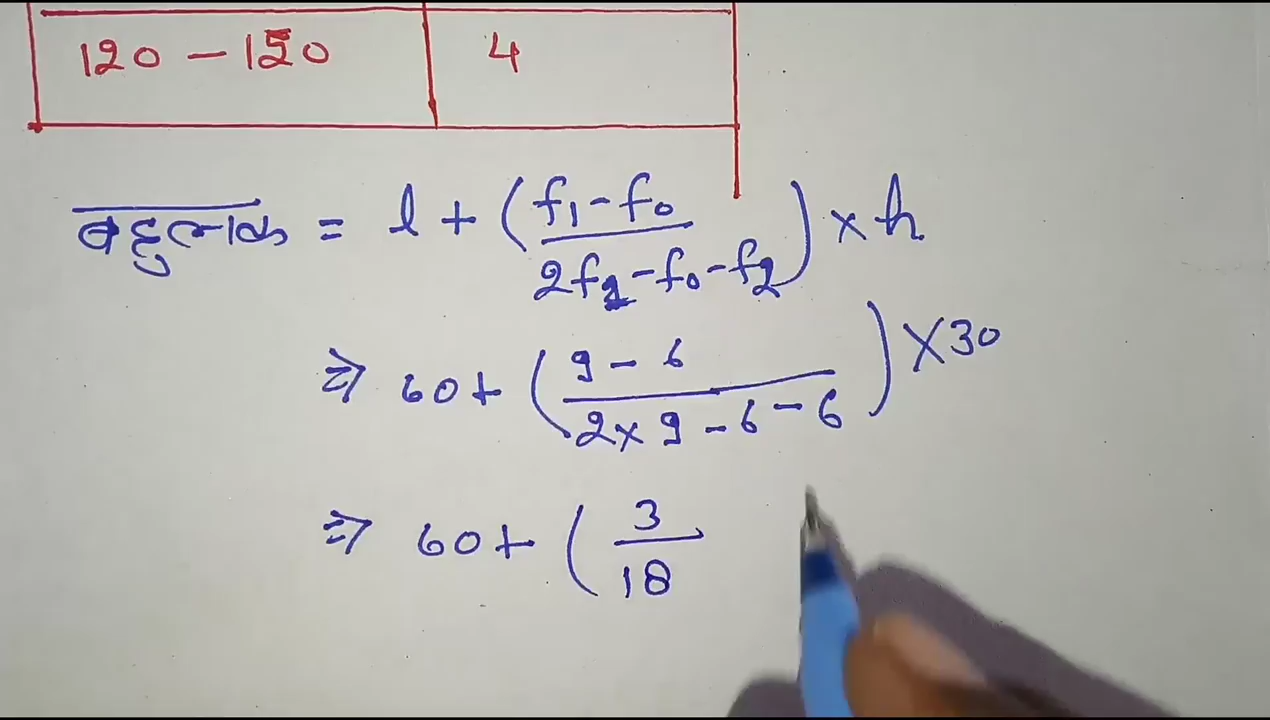 120 - 150 4
बहुलक = l + (f₁ - f₀ / 2f₁ - f₀ - f₂) × h
⇒ 60 + (9 - 6 / 2 × 9 - 6 - 6) × 30
⇒ 60 + (3 / 18